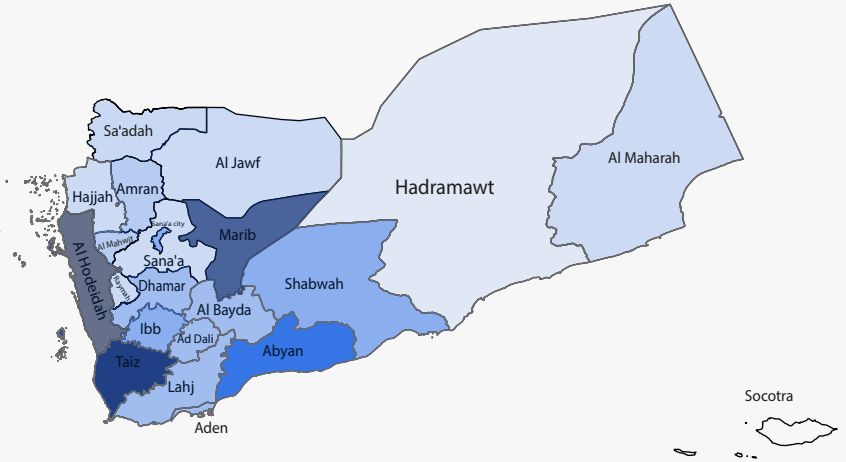 Sa'adah
Al Jawf
Al Maharah
Hadramawt
Amran
Hajjah
Sana'a city
Marib
Al Mahwit
Sana'a
Al Hodeidah
Shabwah
Dhamar
Raymah
Al Bayda
Ibb
Ad Dali
Abyan
Taiz
Lahj
Socotra
Aden